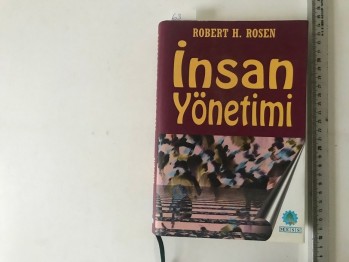 ROBERT H. ROSEN
İnsan
Yönetimi